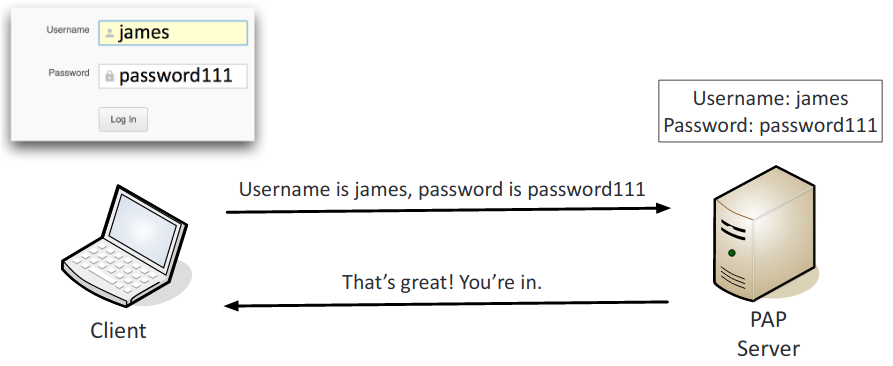 Username james
Password password111
Log In
Username: james
Password: password111
Username is james, password is password111
That’s great! You’re in.
Client
PAP
Server